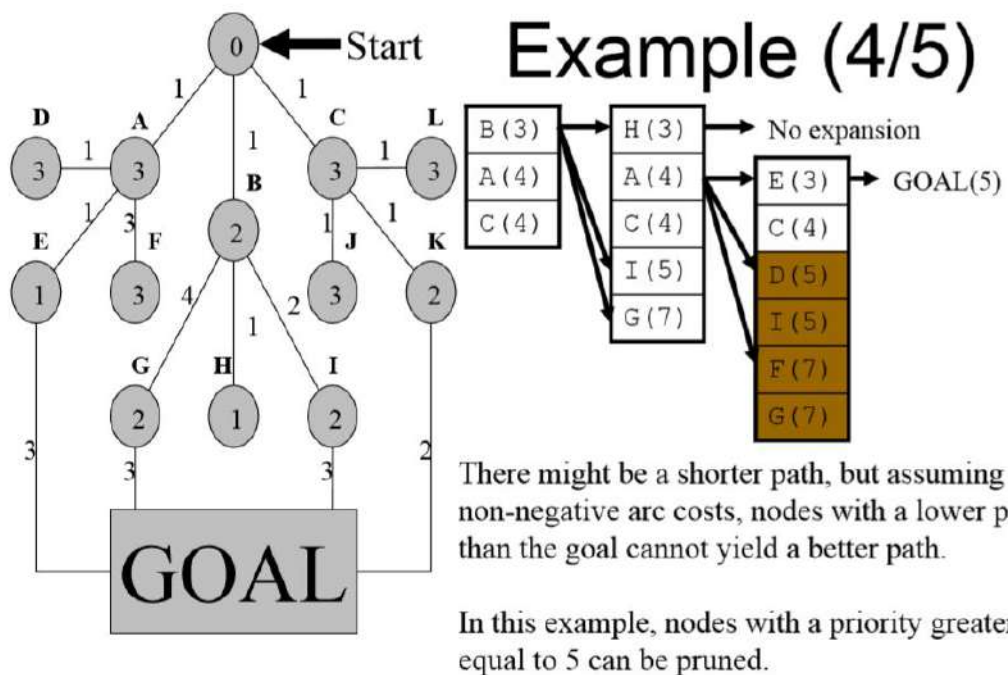 Example (4/5)
0
Start
1
1
1
D
A
C
L
3
1
3
3
1
3
B
2
E
1
3
F
1
J
1
K
1
3
3
2
4
1
2
G
H
I
2
1
2
3
3
3
2
GOAL
B(3)
A(4)
C(4)
H(3)
A(4)
C(4)
I(5)
G(7)
No expansion
E(3)
C(4)
D(5)
I(5)
F(7)
G(7)
GOAL(5)
There might be a shorter path, but assuming
non-negative arc costs, nodes with a lower p
than the goal cannot yield a better path.
In this example, nodes with a priority greate
equal to 5 can be pruned.